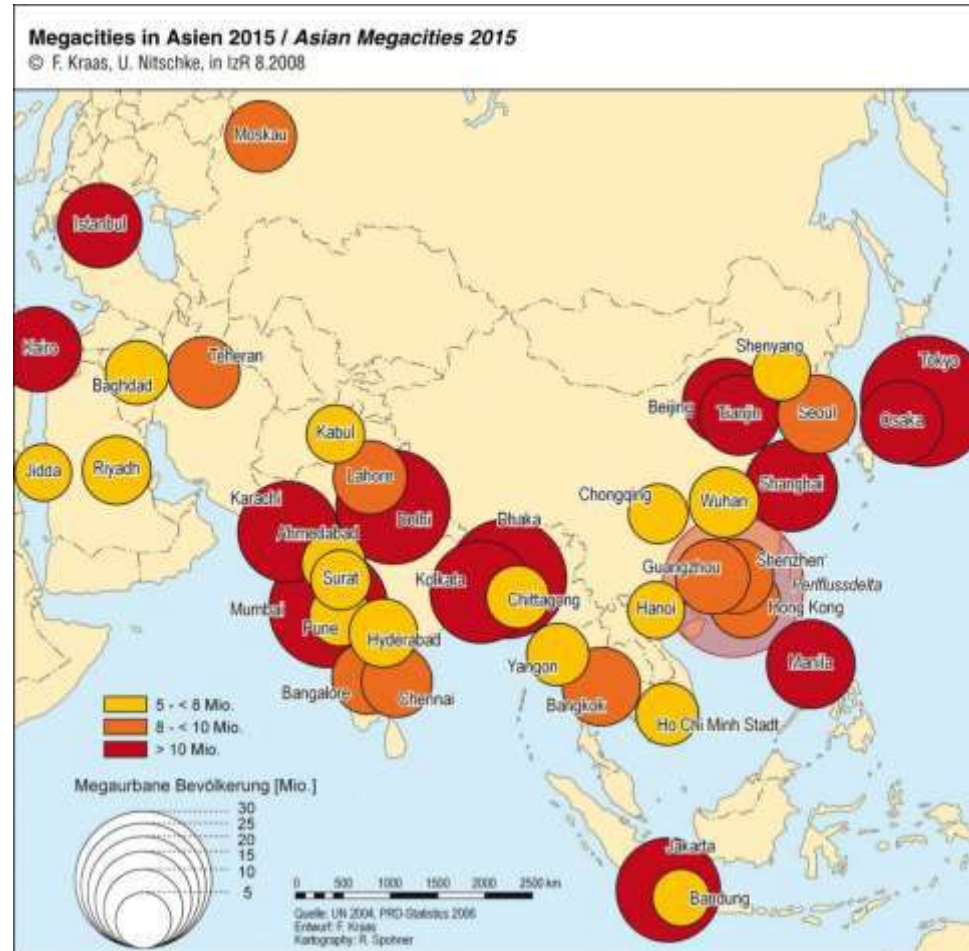 Megacities in Asien 2015 / Asian Megacities 2015
© F. Kraas, U. Nitschke, in IzR 8.2008
Moskau
Istanbul
Kairo
Teheran
Baghdad
Jidda
Riyadh
Kabul
Lahore
Karachi
Delhi
Ahmedabad
Surat
Mumbai
Pune
Hyderabad
Bangalore
Chennai
Dhaka
Kolkata
Chittagong
Yangon
Bangkok
Hanoi
Ho Chi Minh Stadt
Shenyang
Beijing
Tianjin
Seoul
Tokyo
Osaka
Shanghai
Chongqing
Wuhan
Guangzhou
Shenzhen
Perlflussdelta
Hong Kong
Manila
Jakarta
Bandung
5 - < 8 Mio.
8 - < 10 Mio.
> 10 Mio.
Megaurbane Bevölkerung [Mio.]
30
25
20
15
10
5
0 500 1000 1500 2000 2500 km
Quelle: UN 2004, PRD-Statistics 2006
Entwurf: F. Kraas
Kartography: R. Spohner